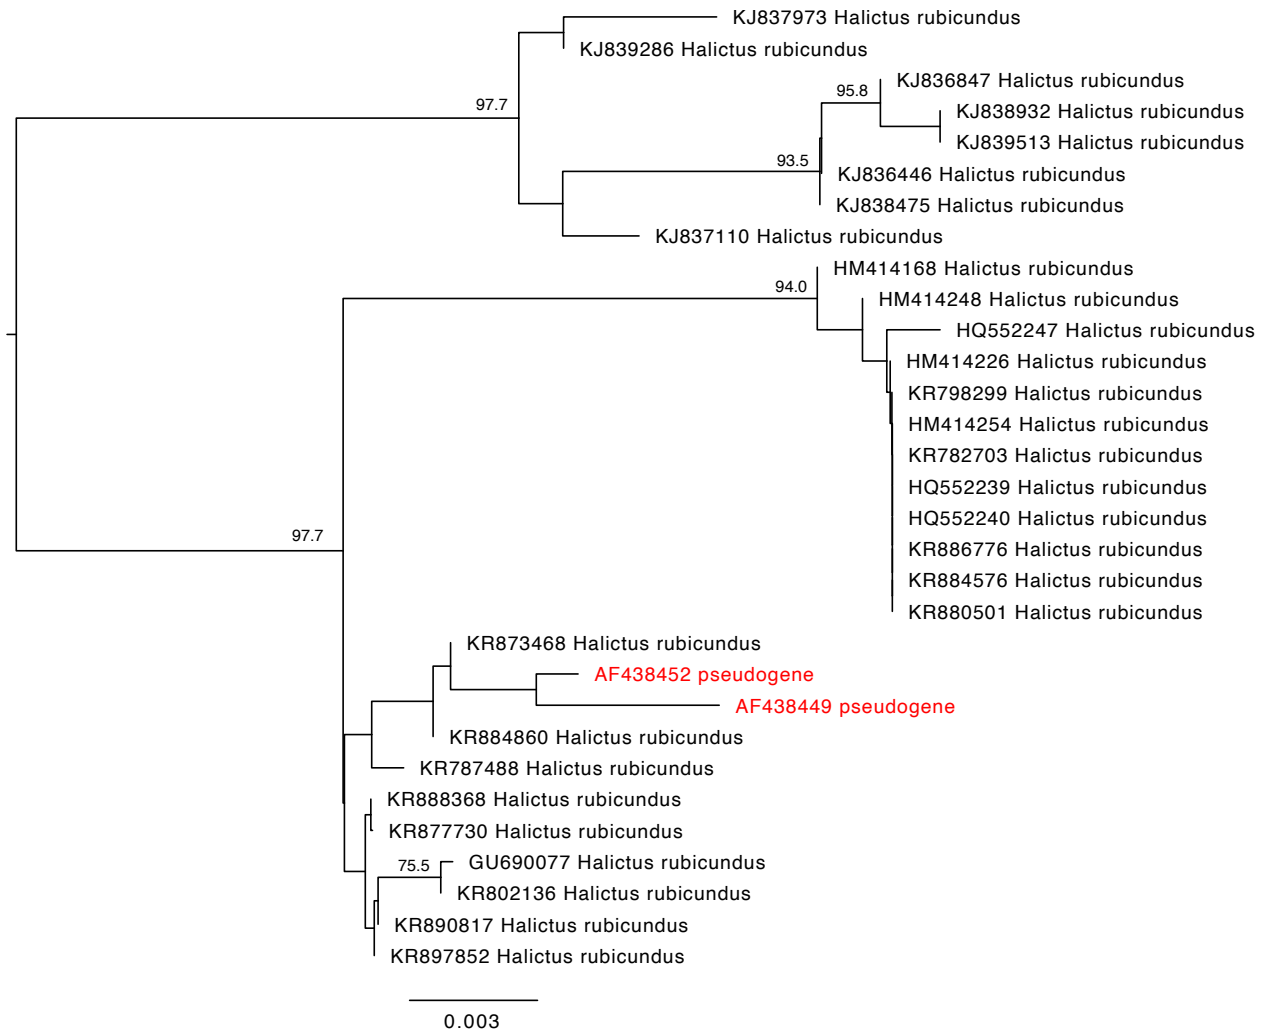 KJ837973 Halictus rubicundus
KJ839286 Halictus rubicundus
KJ836847 Halictus rubicundus
95.8
97.7
KJ838932 Halictus rubicundus
KJ839513 Halictus rubicundus
93.5
KJ836446 Halictus rubicundus
KJ838475 Halictus rubicundus
KJ837110 Halictus rubicundus
HM414168 Halictus rubicundus
94.0
HM414248 Halictus rubicundus
HQ552247 Halictus rubicundus
HM414226 Halictus rubicundus
KR798299 Halictus rubicundus
HM414254 Halictus rubicundus
KR782703 Halictus rubicundus
HQ552239 Halictus rubicundus
HQ552240 Halictus rubicundus
97.7
KR886776 Halictus rubicundus
KR884576 Halictus rubicundus
KR880501 Halictus rubicundus
KR873468 Halictus rubicundus
AF438452 pseudogene
AF438449 pseudogene
KR884860 Halictus rubicundus
KR787488 Halictus rubicundus
KR888368 Halictus rubicundus
KR877730 Halictus rubicundus
75.5
GU690077 Halictus rubicundus
KR802136 Halictus rubicundus
KR890817 Halictus rubicundus
KR897852 Halictus rubicundus
0.003